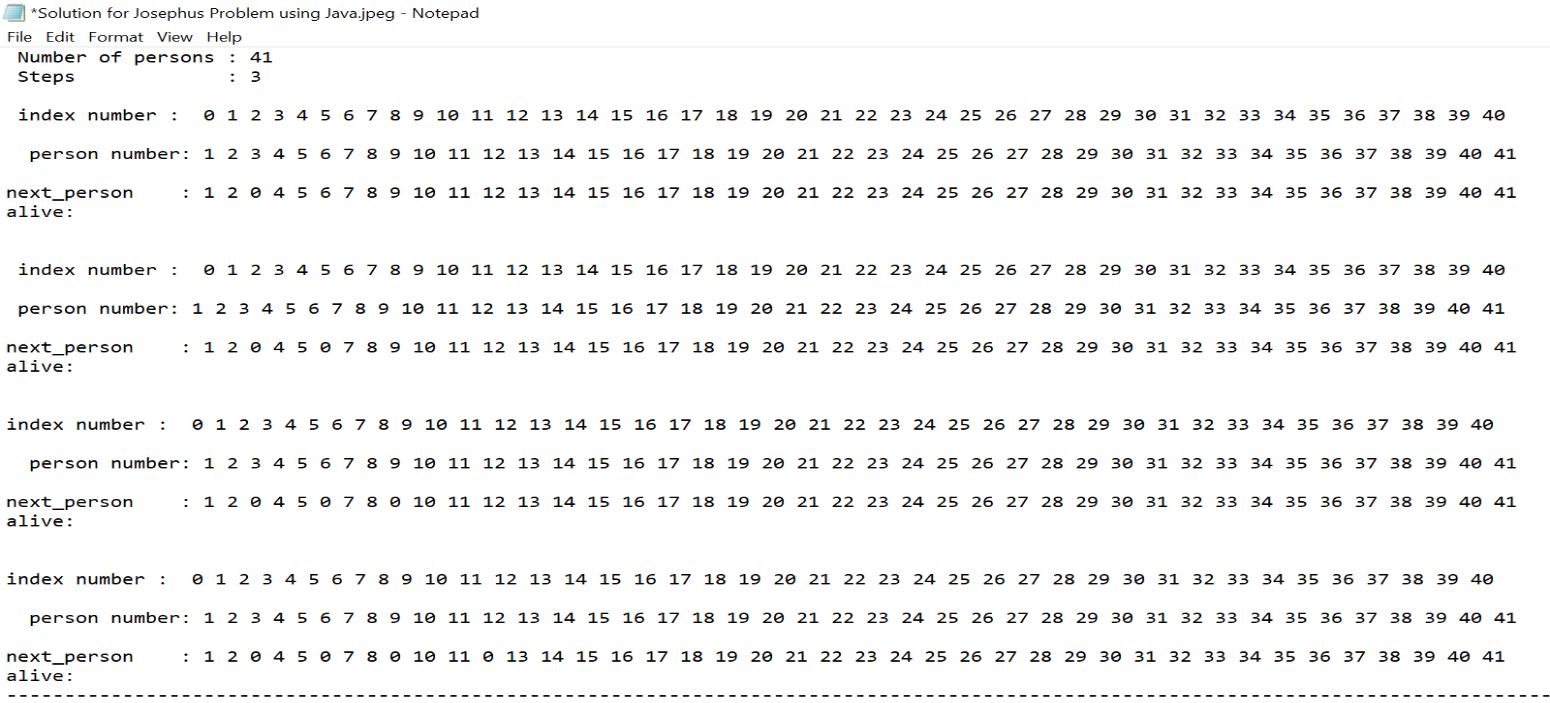 *Solution for Josephus Problem using Java.jpeg - Notepad
File Edit Format View Help
Number of persons : 41
Steps : 3
index number : 0 1 2 3 4 5 6 7 8 9 10 11 12 13 14 15 16 17 18 19 20 21 22 23 24 25 26 27 28 29 30 31 32 33 34 35 36 37 38 39 40
person number: 1 2 3 4 5 6 7 8 9 10 11 12 13 14 15 16 17 18 19 20 21 22 23 24 25 26 27 28 29 30 31 32 33 34 35 36 37 38 39 40 41
next_person : 1 2 0 4 5 6 7 8 9 10 11 12 13 14 15 16 17 18 19 20 21 22 23 24 25 26 27 28 29 30 31 32 33 34 35 36 37 38 39 40 41
alive:
index number : 0 1 2 3 4 5 6 7 8 9 10 11 12 13 14 15 16 17 18 19 20 21 22 23 24 25 26 27 28 29 30 31 32 33 34 35 36 37 38 39 40
person number: 1 2 3 4 5 6 7 8 9 10 11 12 13 14 15 16 17 18 19 20 21 22 23 24 25 26 27 28 29 30 31 32 33 34 35 36 37 38 39 40 41
next_person : 1 2 0 4 5 0 7 8 9 10 11 12 13 14 15 16 17 18 19 20 21 22 23 24 25 26 27 28 29 30 31 32 33 34 35 36 37 38 39 40 41
alive:
index number : 0 1 2 3 4 5 6 7 8 9 10 11 12 13 14 15 16 17 18 19 20 21 22 23 24 25 26 27 28 29 30 31 32 33 34 35 36 37 38 39 40
person number: 1 2 3 4 5 6 7 8 9 10 11 12 13 14 15 16 17 18 19 20 21 22 23 24 25 26 27 28 29 30 31 32 33 34 35 36 37 38 39 40 41
next_person : 1 2 0 4 5 0 7 8 0 10 11 12 13 14 15 16 17 18 19 20 21 22 23 24 25 26 27 28 29 30 31 32 33 34 35 36 37 38 39 40 41
alive:
index number : 0 1 2 3 4 5 6 7 8 9 10 11 12 13 14 15 16 17 18 19 20 21 22 23 24 25 26 27 28 29 30 31 32 33 34 35 36 37 38 39 40
person number: 1 2 3 4 5 6 7 8 9 10 11 12 13 14 15 16 17 18 19 20 21 22 23 24 25 26 27 28 29 30 31 32 33 34 35 36 37 38 39 40 41
next_person : 1 2 0 4 5 0 7 8 0 10 11 0 13 14 15 16 17 18 19 20 21 22 23 24 25 26 27 28 29 30 31 32 33 34 35 36 37 38 39 40 41
alive:
-------------------------------------------------------------------------------------------------------------------------------------